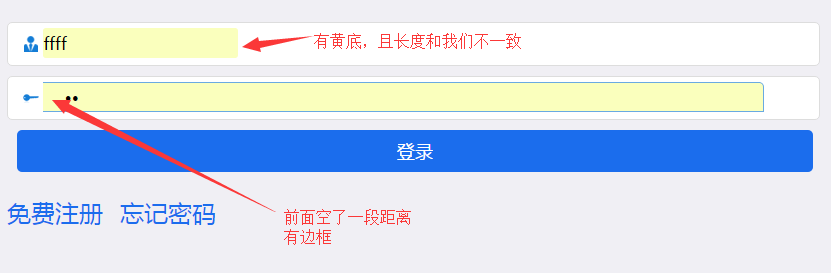 ffff
有黄底，且长度和我们不一致
••
登录
免费注册 忘记密码
前面空了一段距离
有边框